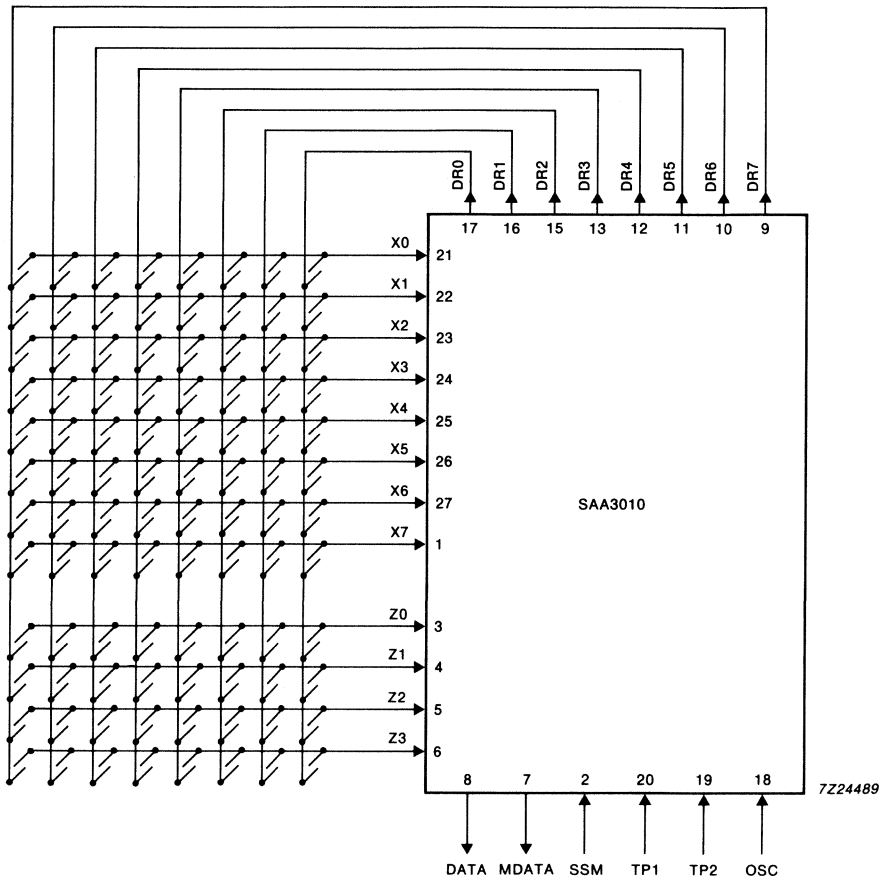 DR0 DR1 DR2 DR3 DR4 DR5 DR6 DR7
17 16 15 13 12 11 10 9
X0 21
X1 22
X2 23
X3 24
X4 25
X5 26
X6 27
SAA3010
X7 1
Z0 3
Z1 4
Z2 5
Z3 6
8 7 2 20 19 18
7Z24489
DATA MDATA SSM TP1 TP2 OSC